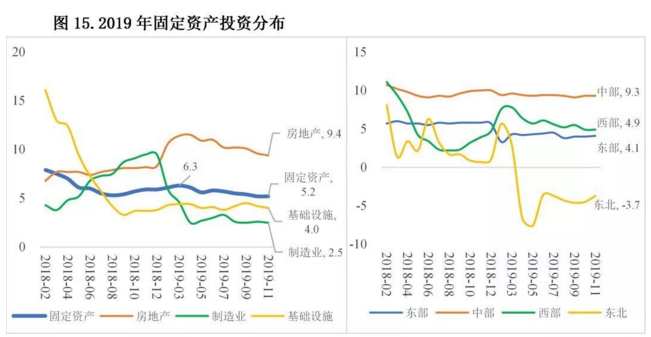 图 15. 2019 年固定资产投资分布
20
15
10
5
0
6.3
房地产, 9.4
固定资产,
5.2
基础设施,
4.0
制造业, 2.5
2018-02
2018-04
2018-06
2018-08
2018-10
2018-12
2019-03
2019-05
2019-07
2019-09
2019-11
固定资产
房地产
制造业
基础设施
15
10
5
0
-5
-10
中部, 9.3
西部, 4.9
东部, 4.1
东北, -3.7
2018-02
2018-04
2018-06
2018-08
2018-10
2018-12
2019-03
2019-05
2019-07
2019-09
2019-11
东部
中部
西部
东北